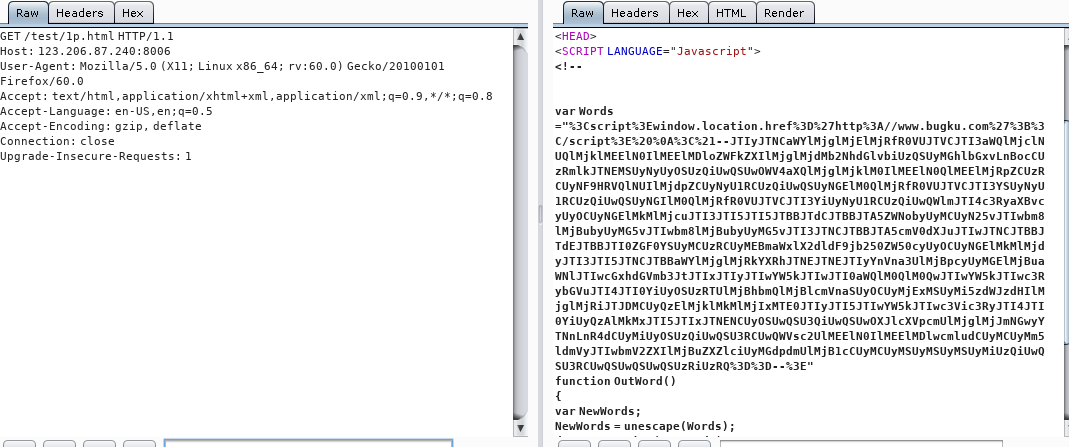 Raw Headers Hex
GET /test/1p.html HTTP/1.1
Host: 123.206.87.240:8006
User-Agent: Mozilla/5.0 (X11; Linux x86_64; rv:60.0) Gecko/20100101
Firefox/60.0
Accept: text/html,application/xhtml+xml,application/xml;q=0.9,*/*;q=0.8
Accept-Language: en-US,en;q=0.5
Accept-Encoding: gzip, deflate
Connection: close
Upgrade-Insecure-Requests: 1
Raw Headers Hex HTML Render
<HEAD>
<SCRIPT LANGUAGE="Javascript">
<!--
var Words
="%3Cscript%3Ewindow.location.href%3D%27http%3A//www.bugku.com%27%3B%3
C/script%3E%20%0A%3C%21--JTIyJTNCaWYlMjglMjElMjRfR0VUJTVCJTI3aWQlMjclN
UQlMjklMEElN0IlMEElMDloZWFkZXIlMjglMjdMb2NhdGlvbiUzQSUyMGhlbGxvLnBocCU
zRmlkJTNEMSUyNyUyOSUzQiUwQSUwOWV4aXQlMjglMjklM0IlMEElN0QlMEElMjRpZCUzR
CUyNF9HRVQlNUIlMjdpZCUyNyU1RCUzQiUwQSUyNGElM0QlMjRfR0VUJTVCJTI3YSUyNyU
1RCUzQiUwQSUyNGIlM0QlMjRfR0VUJTVCJTI3YiUyNyU1RCUzQiUwQWlmJTI4c3RyaXBvc
yUyOCUyNGElMkMlMjcuJTI3JTI5JTI5JTBBJTdCJTBBJTA5ZWNobyUyMCUyN25vJTIwbm8
lMjBubyUyMG5vJTIwbm8lMjBubyUyMG5vJTI3JTNCJTBBJTA5cmV0dXJuJTIwJTNCJTBBJ
TdEJTBBJTI0ZGF0YSUyMCUzRCUyMEBmaWxlX2dldF9jb250ZW50cyUyOCUyNGElMkMlMjd
yJTI3JTI5JTNCJTBBaWYlMjglMjRkYXRhJTNEJTNEJTIyYnVna3UlMjBpcyUyMGElMjBua
WNlJTIwcGxhdGVmb3JtJTIxJTIyJTIwYW5kJTIwJTI0aWQlM0QlM0QwJTIwYW5kJTIwc3R
ybGVuJTI4JTI0YiUyOSUzRTUlMjBhbmQlMjBlcmVnaSUyOCUyMjExMSUyMi5zdWJzdHIlM
jglMjRiJTJDMCUyQzElMjklMkMlMjIxMTE0JTIyJTI5JTIwYW5kJTIwc3Vic3RyJTI4JTI
0YiUyQzAlMkMxJTI5JTIxJTNENCUyOSUwQSU3QiUwQSUwOXJlcXVpcmUlMjglMjJmNGwyY
TNnLnR4dCUyMiUyOSUzQiUwQSU3RCUwQWVsc2UlMEElN0IlMEElMDlwcmludCUyMCUyMm5
ldmVyJTIwbmV2ZXIlMjBuZXZlciUyMGdpdmUlMjB1cCUyMCUyMSUyMSUyMSUyMiUzQiUwQ
SU3RCUwQSUwQSUwQSUzRiUzRQ%3D%3D--%3E"
function OutWord()
{
var NewWords;
NewWords = unescape(Words);